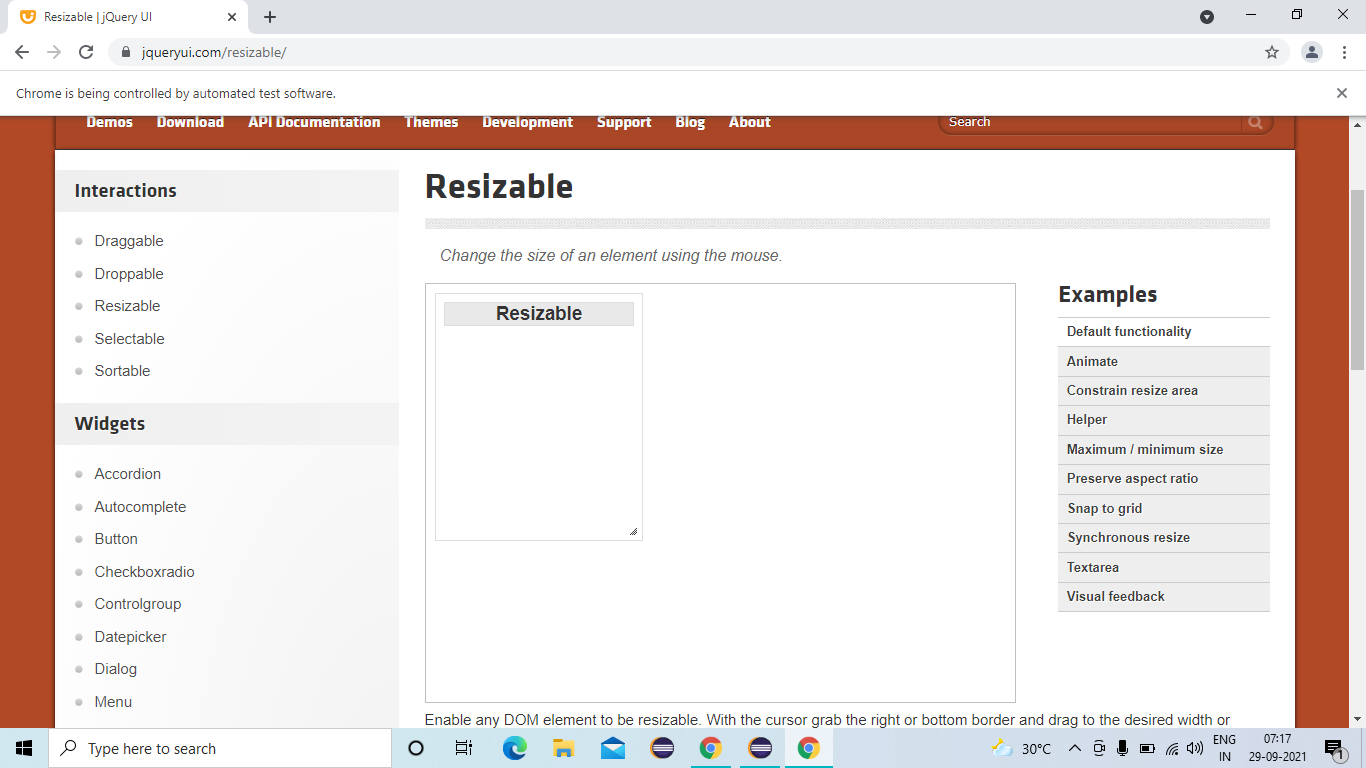 Resizable | jQuery UI
jqueryui.com/resizable/
Chrome is being controlled by automated test software.
Demos Download API Documentation Themes Development Support Blog About Search
Interactions
Draggable
Droppable
Resizable
Selectable
Sortable
Widgets
Accordion
Autocomplete
Button
Checkboxradio
Controlgroup
Datepicker
Dialog
Menu
Resizable
Change the size of an element using the mouse.
Resizable
Examples
Default functionality
Animate
Constrain resize area
Helper
Maximum / minimum size
Preserve aspect ratio
Snap to grid
Synchronous resize
Textarea
Visual feedback
Enable any DOM element to be resizable. With the cursor grab the right or bottom border and drag to the desired width or
Type here to search
30°C
ENG
IN
07:17
29-09-2021
1